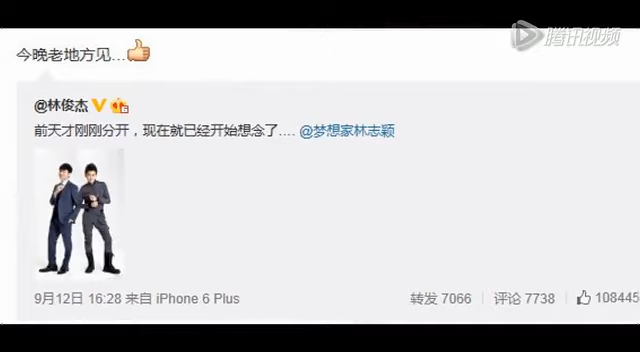 腾讯视频
今晚老地方见...
@林俊杰
前天才刚刚分开，现在就已经开始想念了.... @梦想家林志颖
9月12日 16:28 来自 iPhone 6 Plus
转发 7066 评论 7738 108445